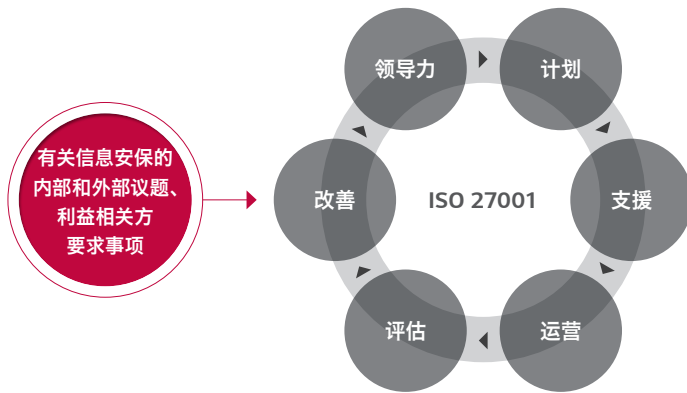 有关信息安保的
内部和外部议题、
利益相关方
要求事项
领导力
计划
改善
ISO 27001
支援
评估
运营